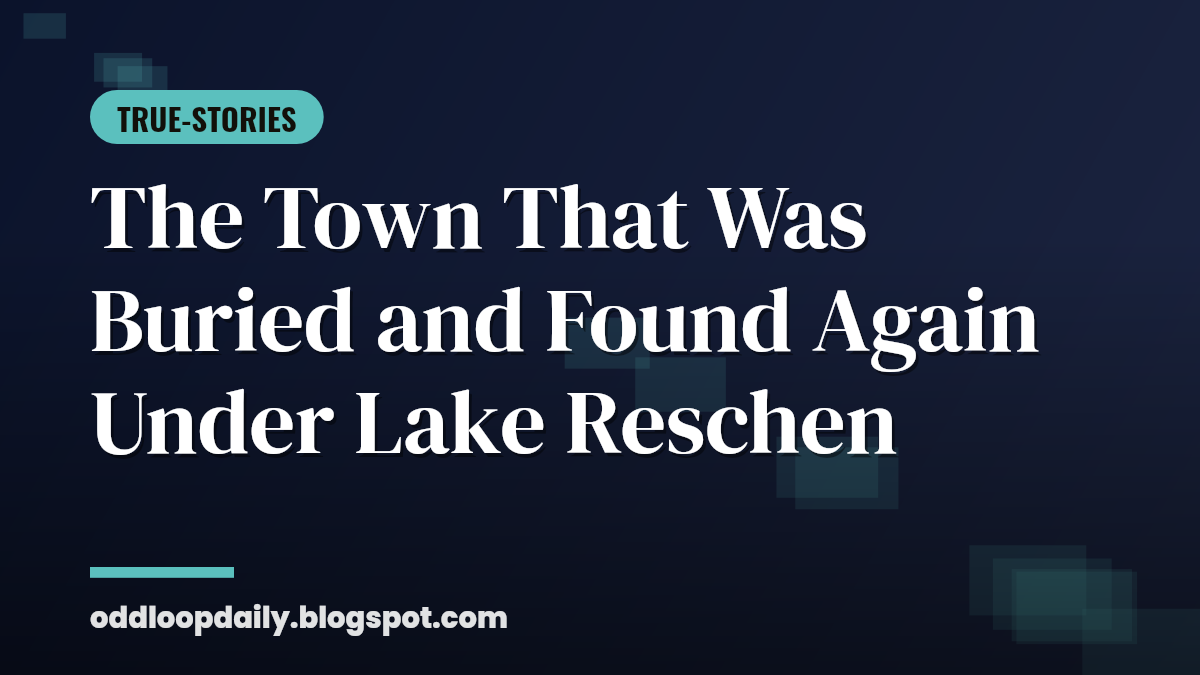 TRUE-STORIES
The Town That Was
Buried and Found Again
Under Lake Reschen
oddloopdaily.blogspot.com